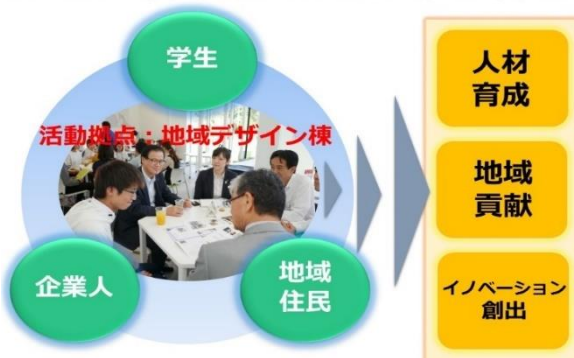 学生
活動拠点：地域デザイン棟
企業人
地域
住民
人材
育成
地域
貢献
イノベーション
創出